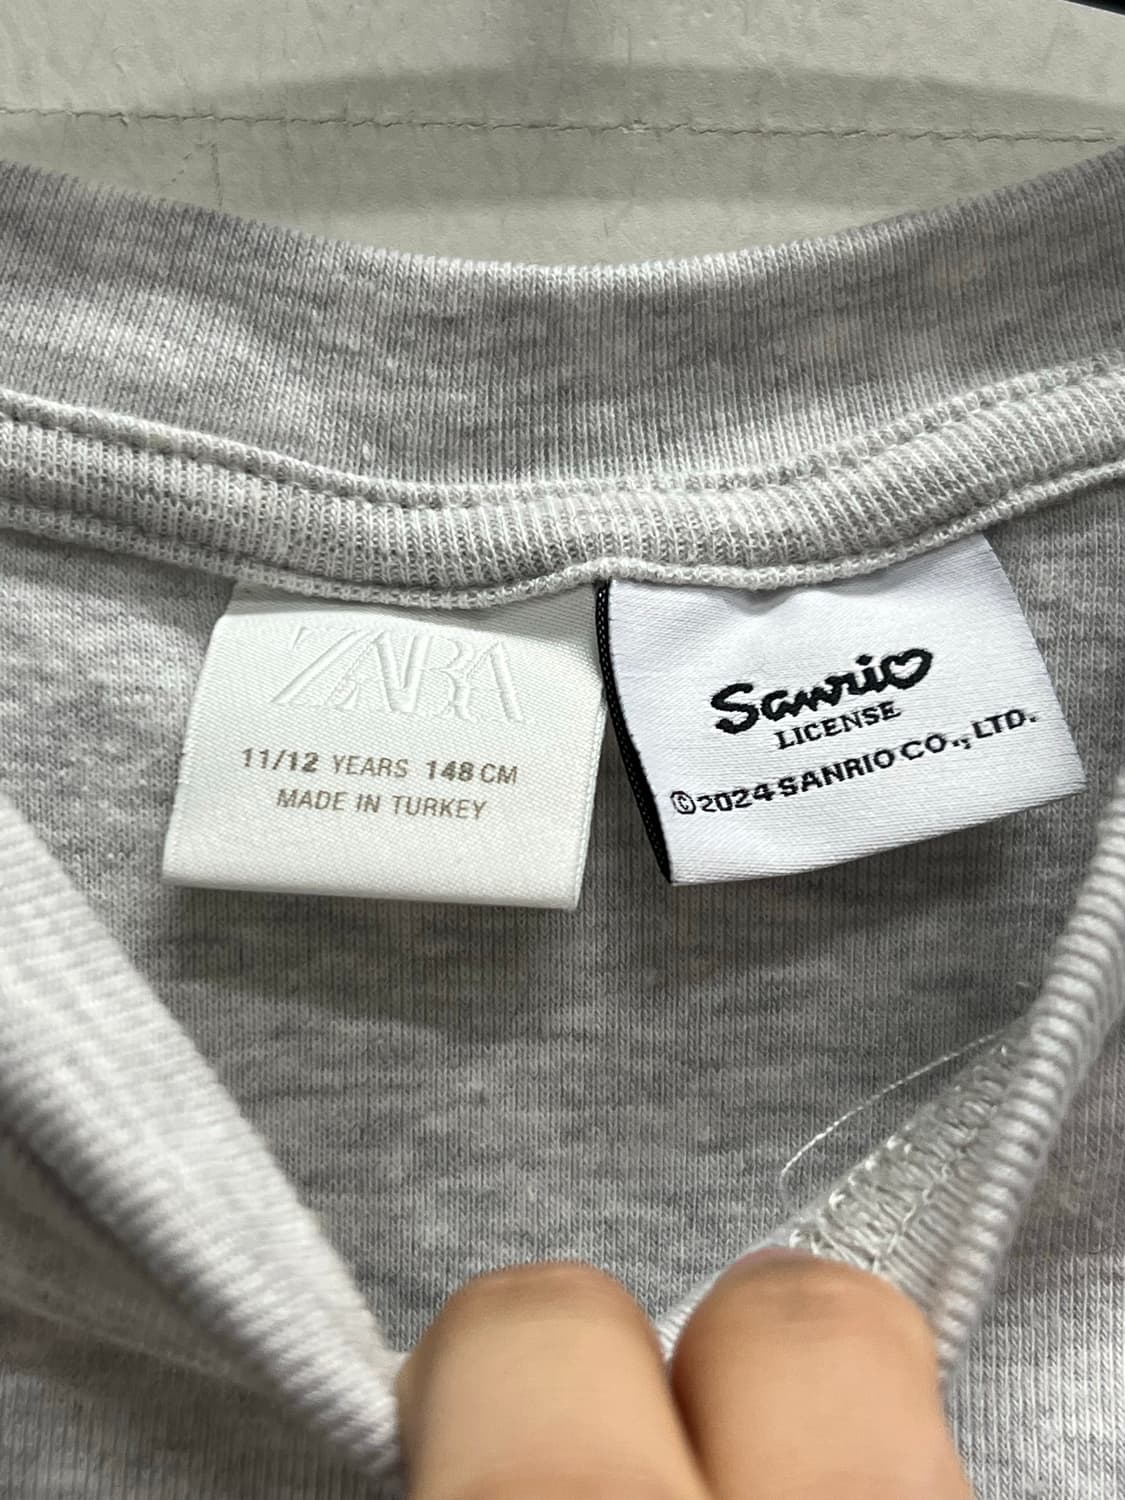 ZARA
11/12 YEARS 148 CM
MADE IN TURKEY
Sanrio
LICENSE
©2024 SANRIO CO., LTD.